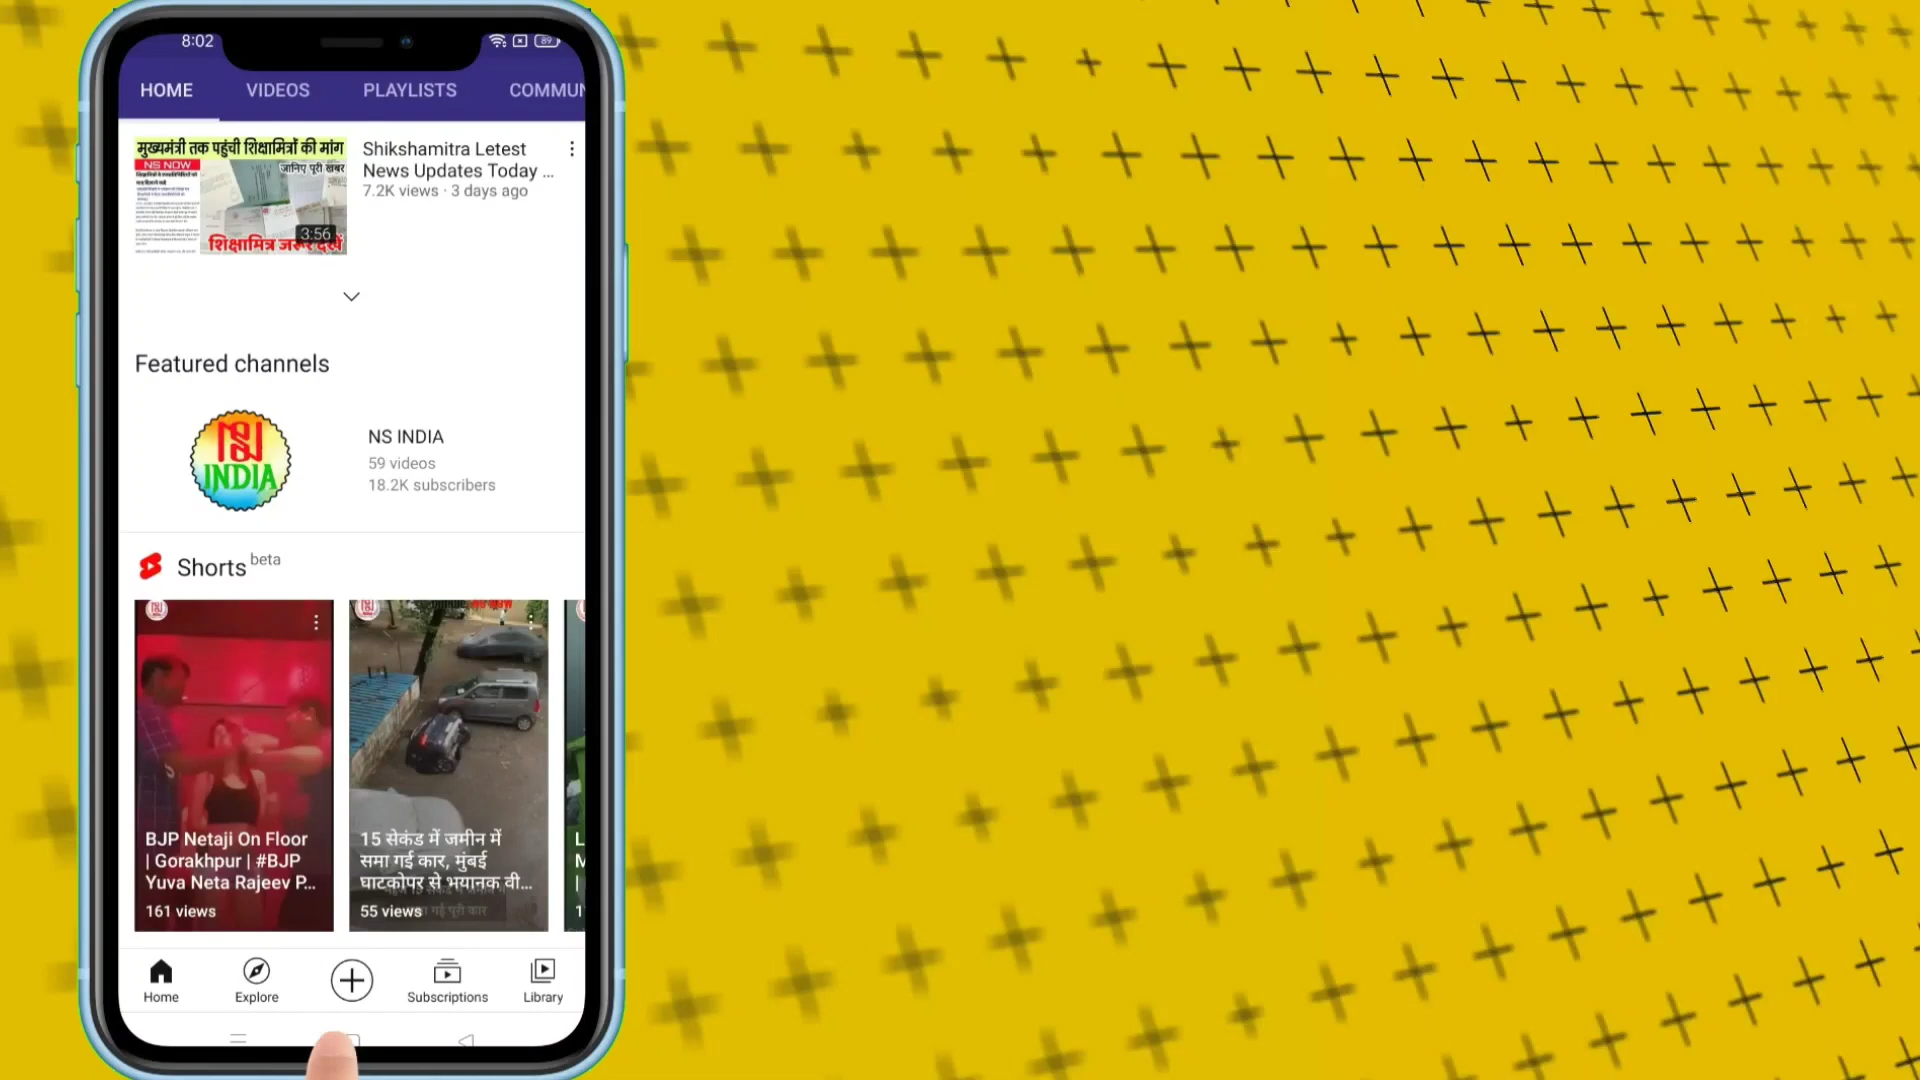 8:02
89
HOME VIDEOS PLAYLISTS COMMUN
मुख्यमंत्री तक पहुंची शिक्षामित्रों की मांग
NS NOW
जानिए पूरी खबर
3:56
शिक्षामित्र जरूर देखें
Shikshamitra Letest
News Updates Today ...
7.2K views · 3 days ago
Featured channels
INDIA
NS INDIA
59 videos
18.2K subscribers
Shorts beta
BJP Netaji On Floor
| Gorakhpur | #BJP
Yuva Neta Rajeev P...
161 views
15 सेकंड में जमीन में
समा गई कार, मुंबई
घाटकोपर से भयानक वी...
55 views
L
M
|
1
Home Explore Subscriptions Library